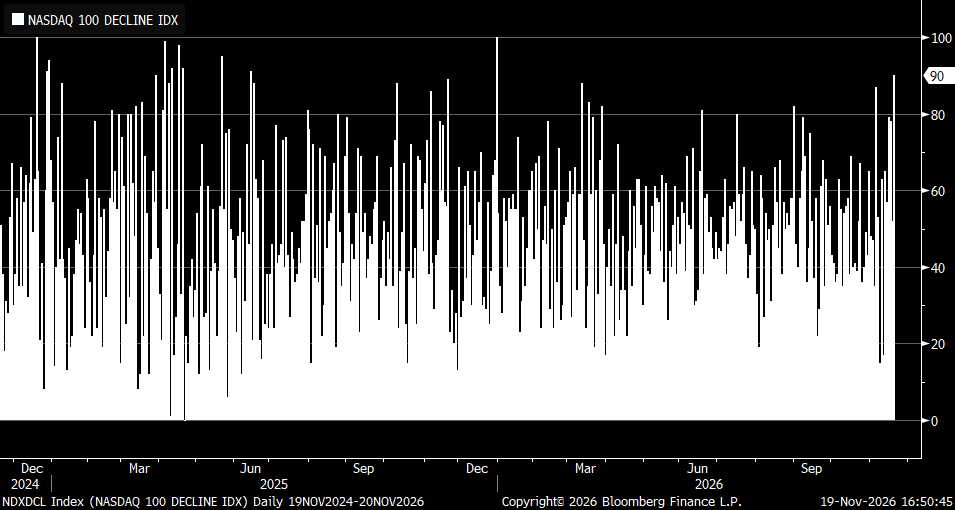 NASDAQ 100 DECLINE IDX
100
90
80
60
40
20
0
Dec Mar Jun Sep Dec Mar Jun Sep
2024 2025 2026
NDXDCL Index (NASDAQ 100 DECLINE IDX) Daily 19NOV2024-20NOV2026 Copyright© 2026 Bloomberg Finance L.P. 19-Nov-2026 16:50:45